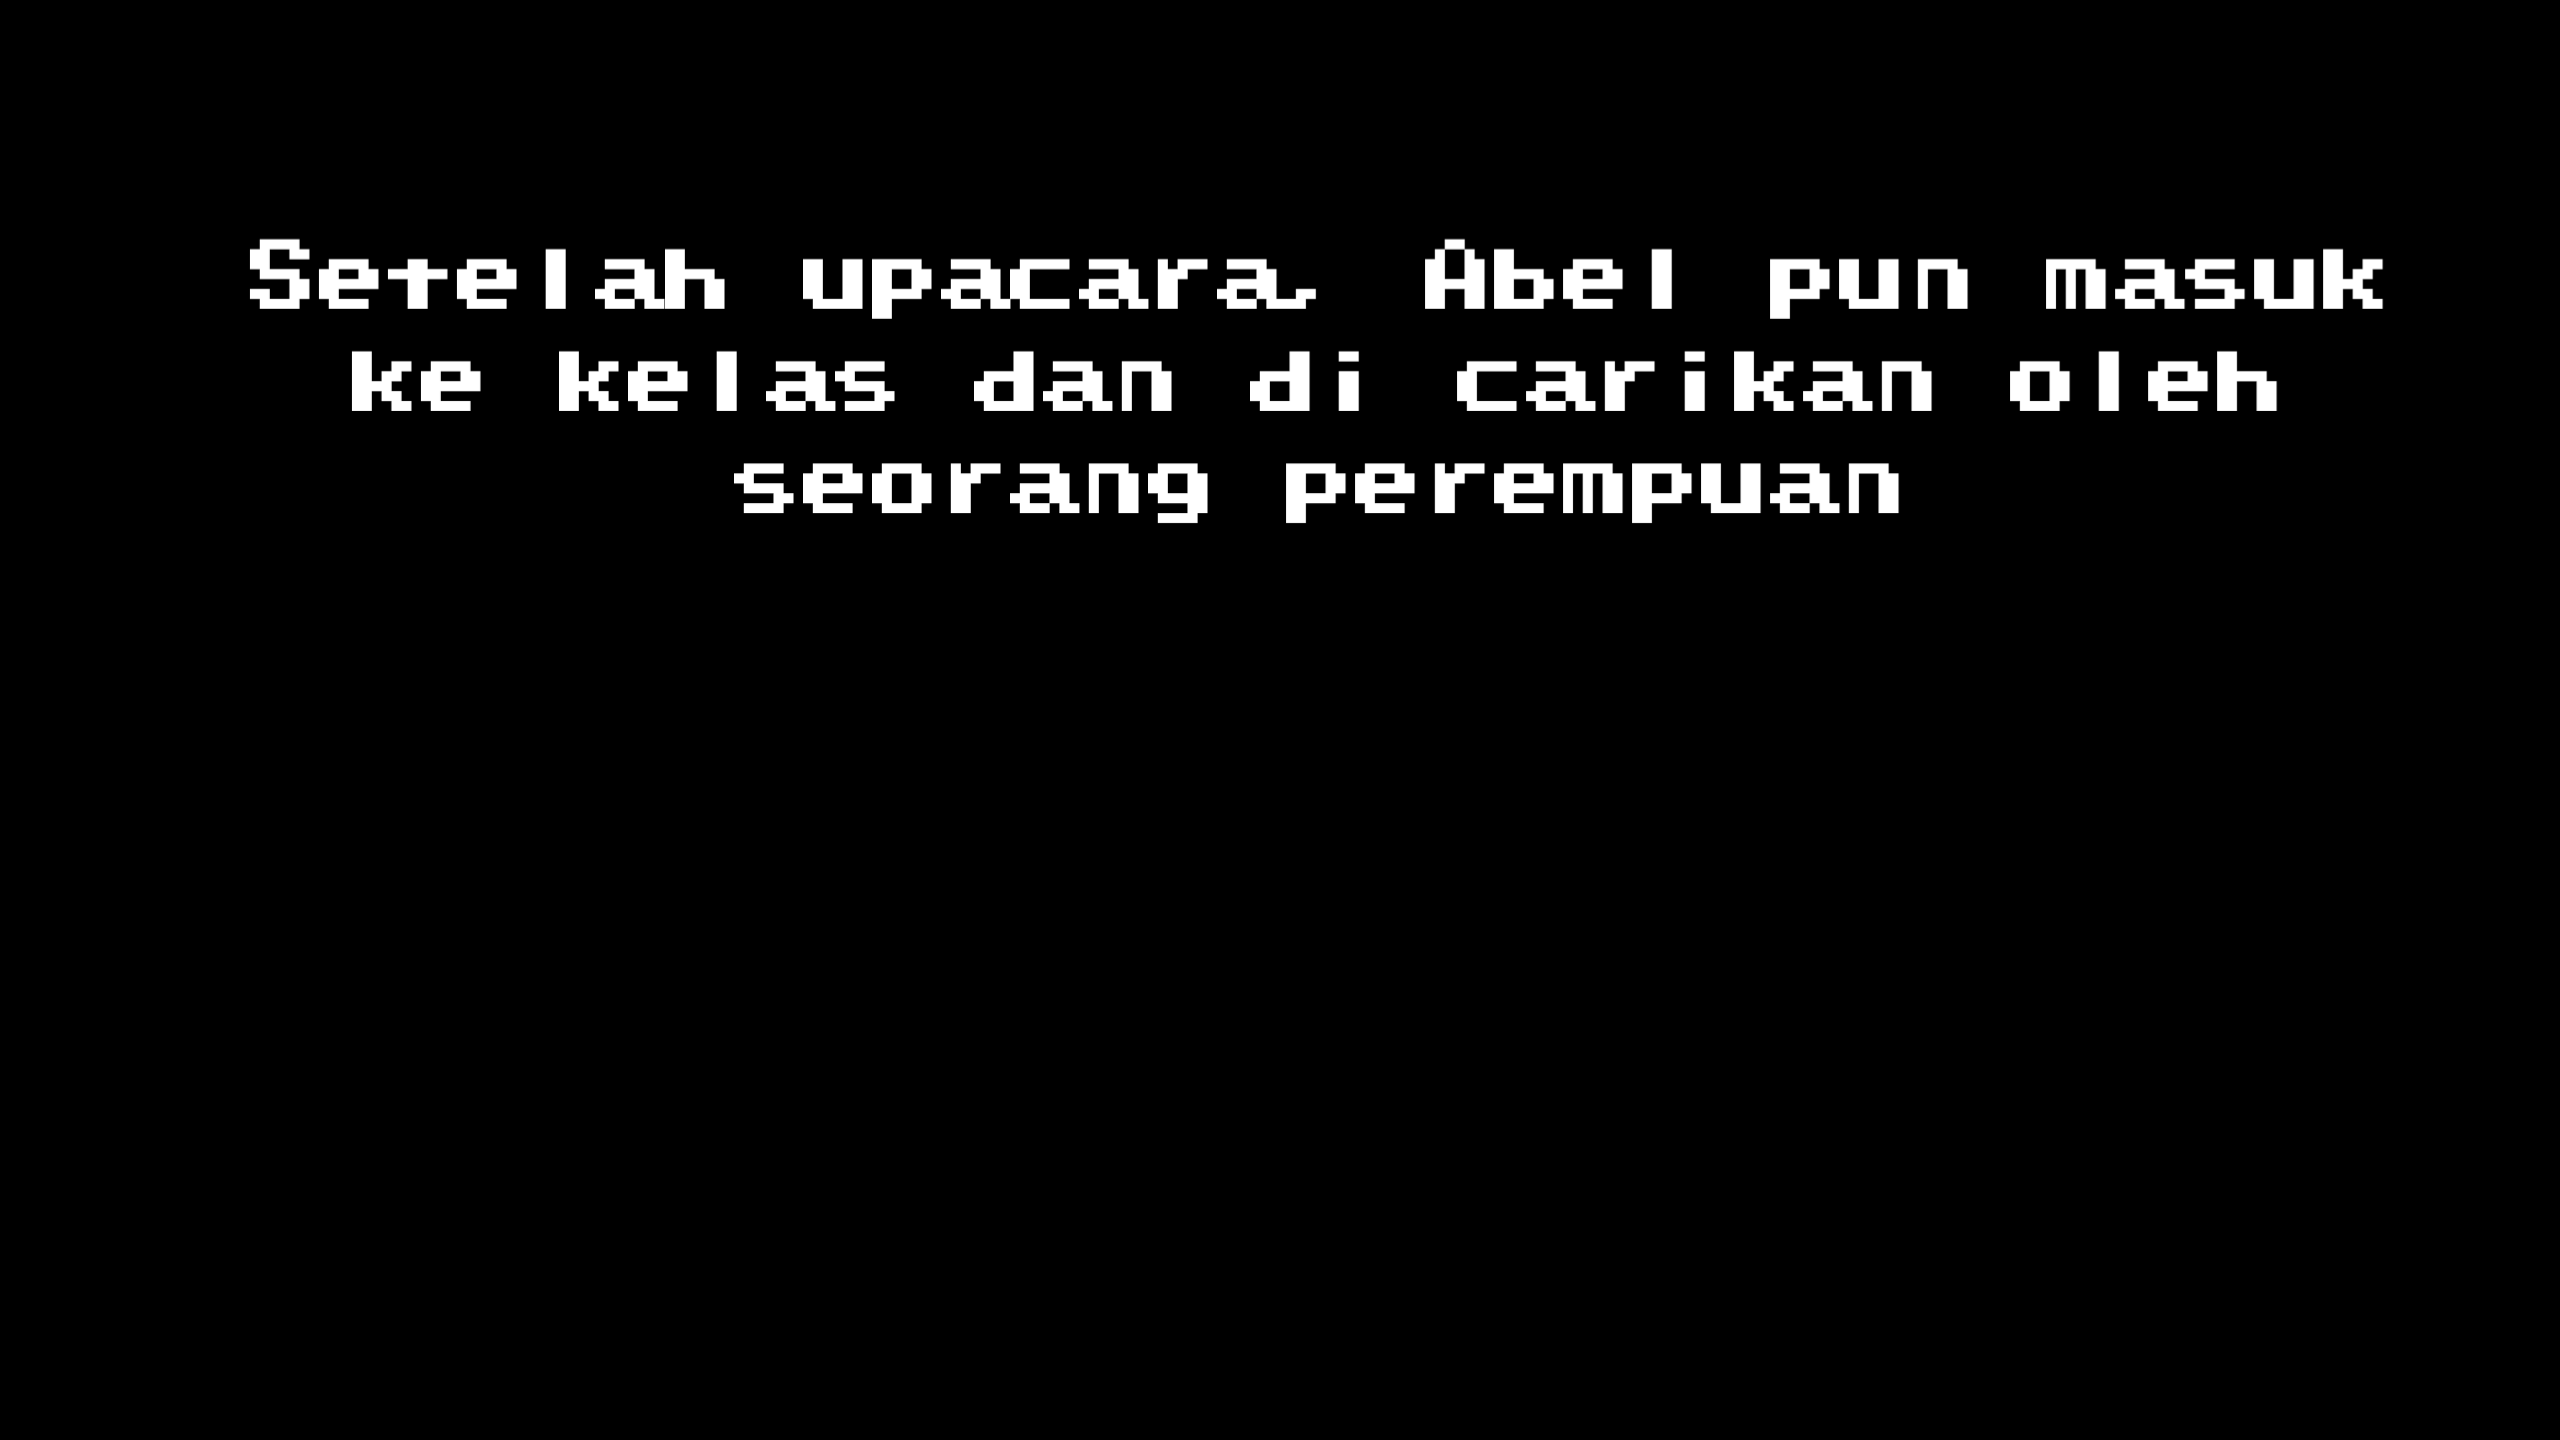 Setelah upacara, Abel pun masuk
ke kelas dan di carikan oleh
seorang perempuan